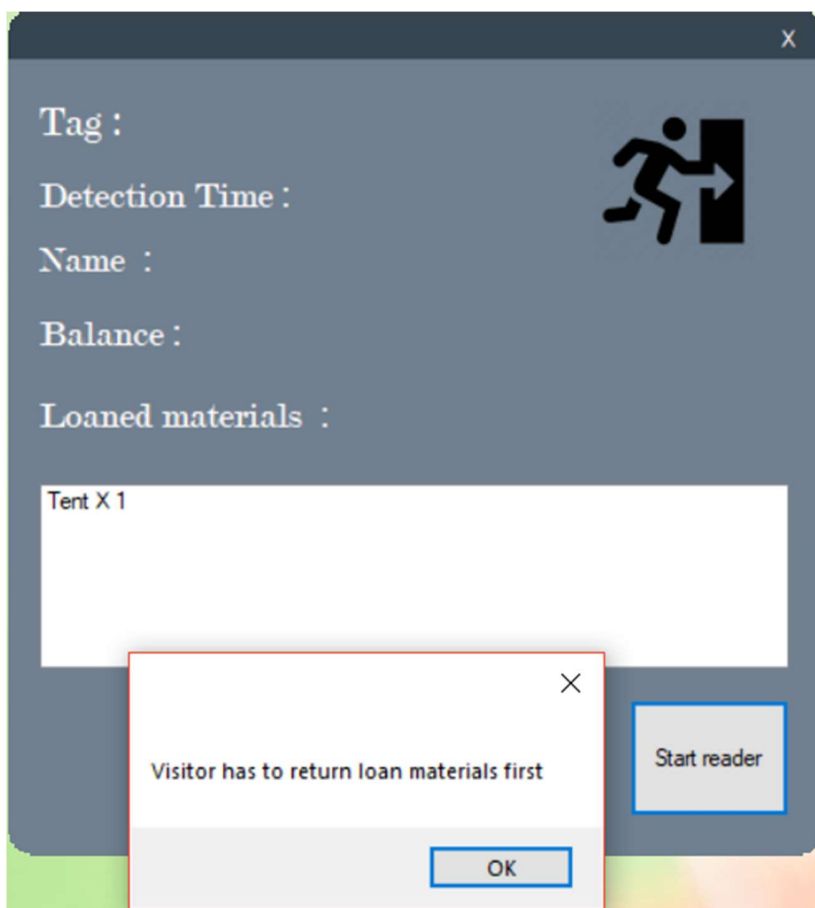 X
Tag :
Detection Time :
Name :
Balance :
Loaned materials :
Tent X 1
Visitor has to return loan materials first
Start reader
OK